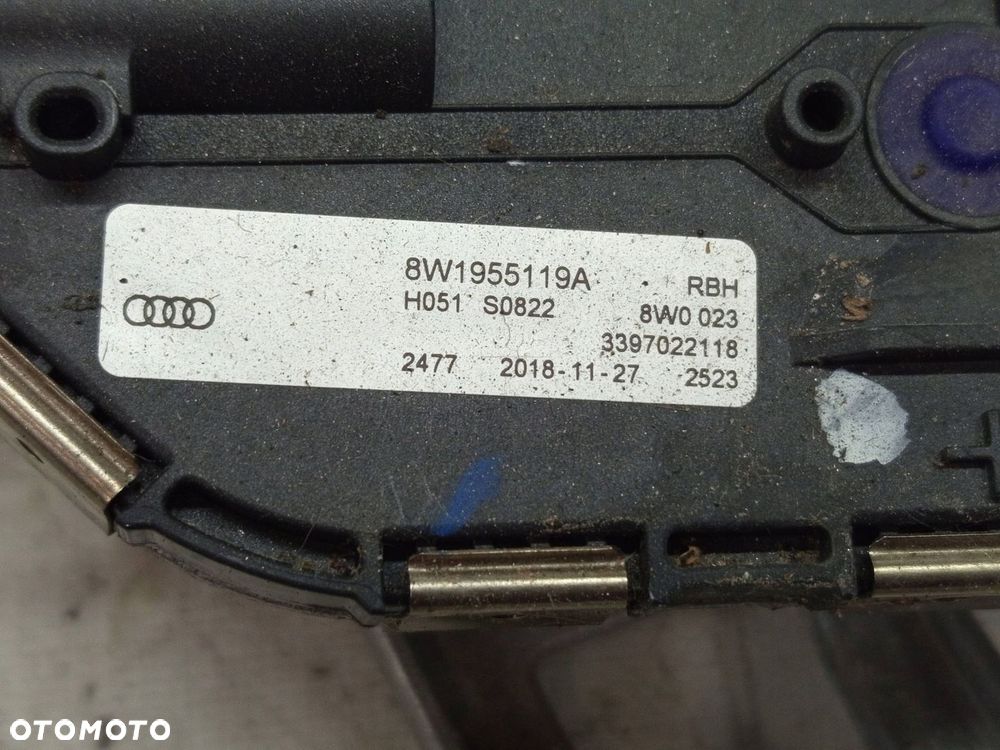 8W1955119A RBH
H051 S0822 8W0 023
3397022118
2477 2018-11-27 2523
OTOMOTO